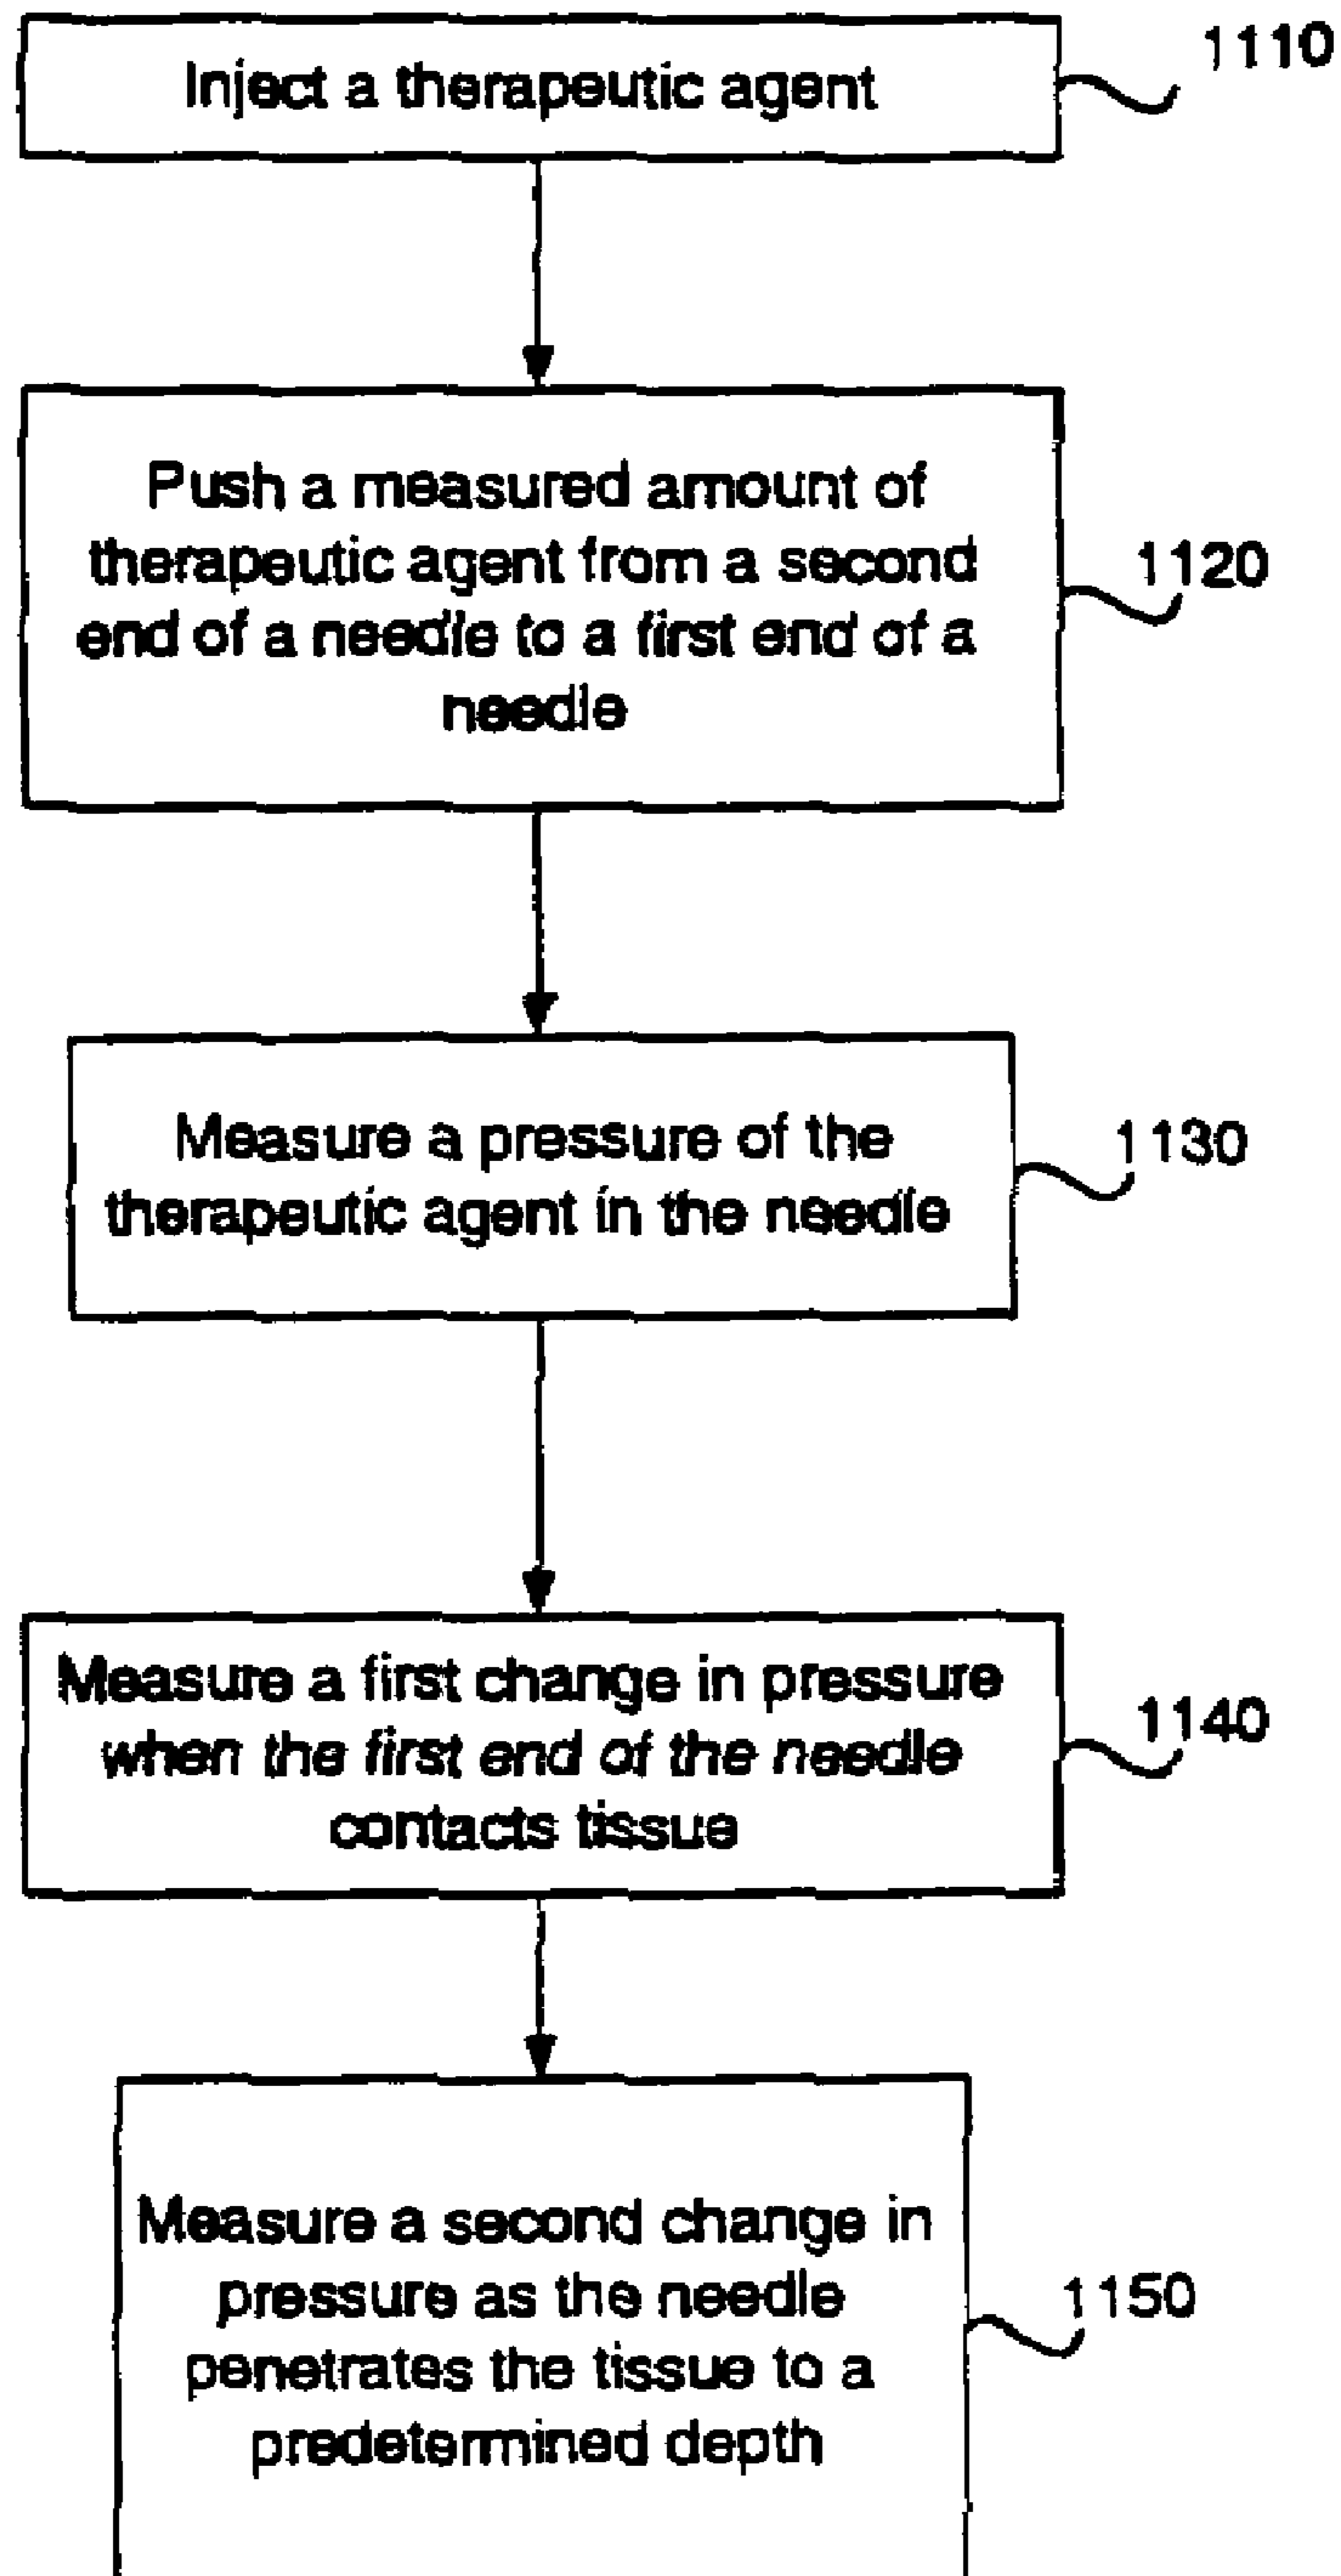 Inject a therapeutic agent
1110
Push a measured amount of
therapeutic agent from a second
end of a needle to a first end of a
needle
1120
Measure a pressure of the
therapeutic agent in the needle
1130
Measure a first change in pressure
when the first end of the needle
contacts tissue
1140
Measure a second change in
pressure as the needle
penetrates the tissue to a
predetermined depth
1150